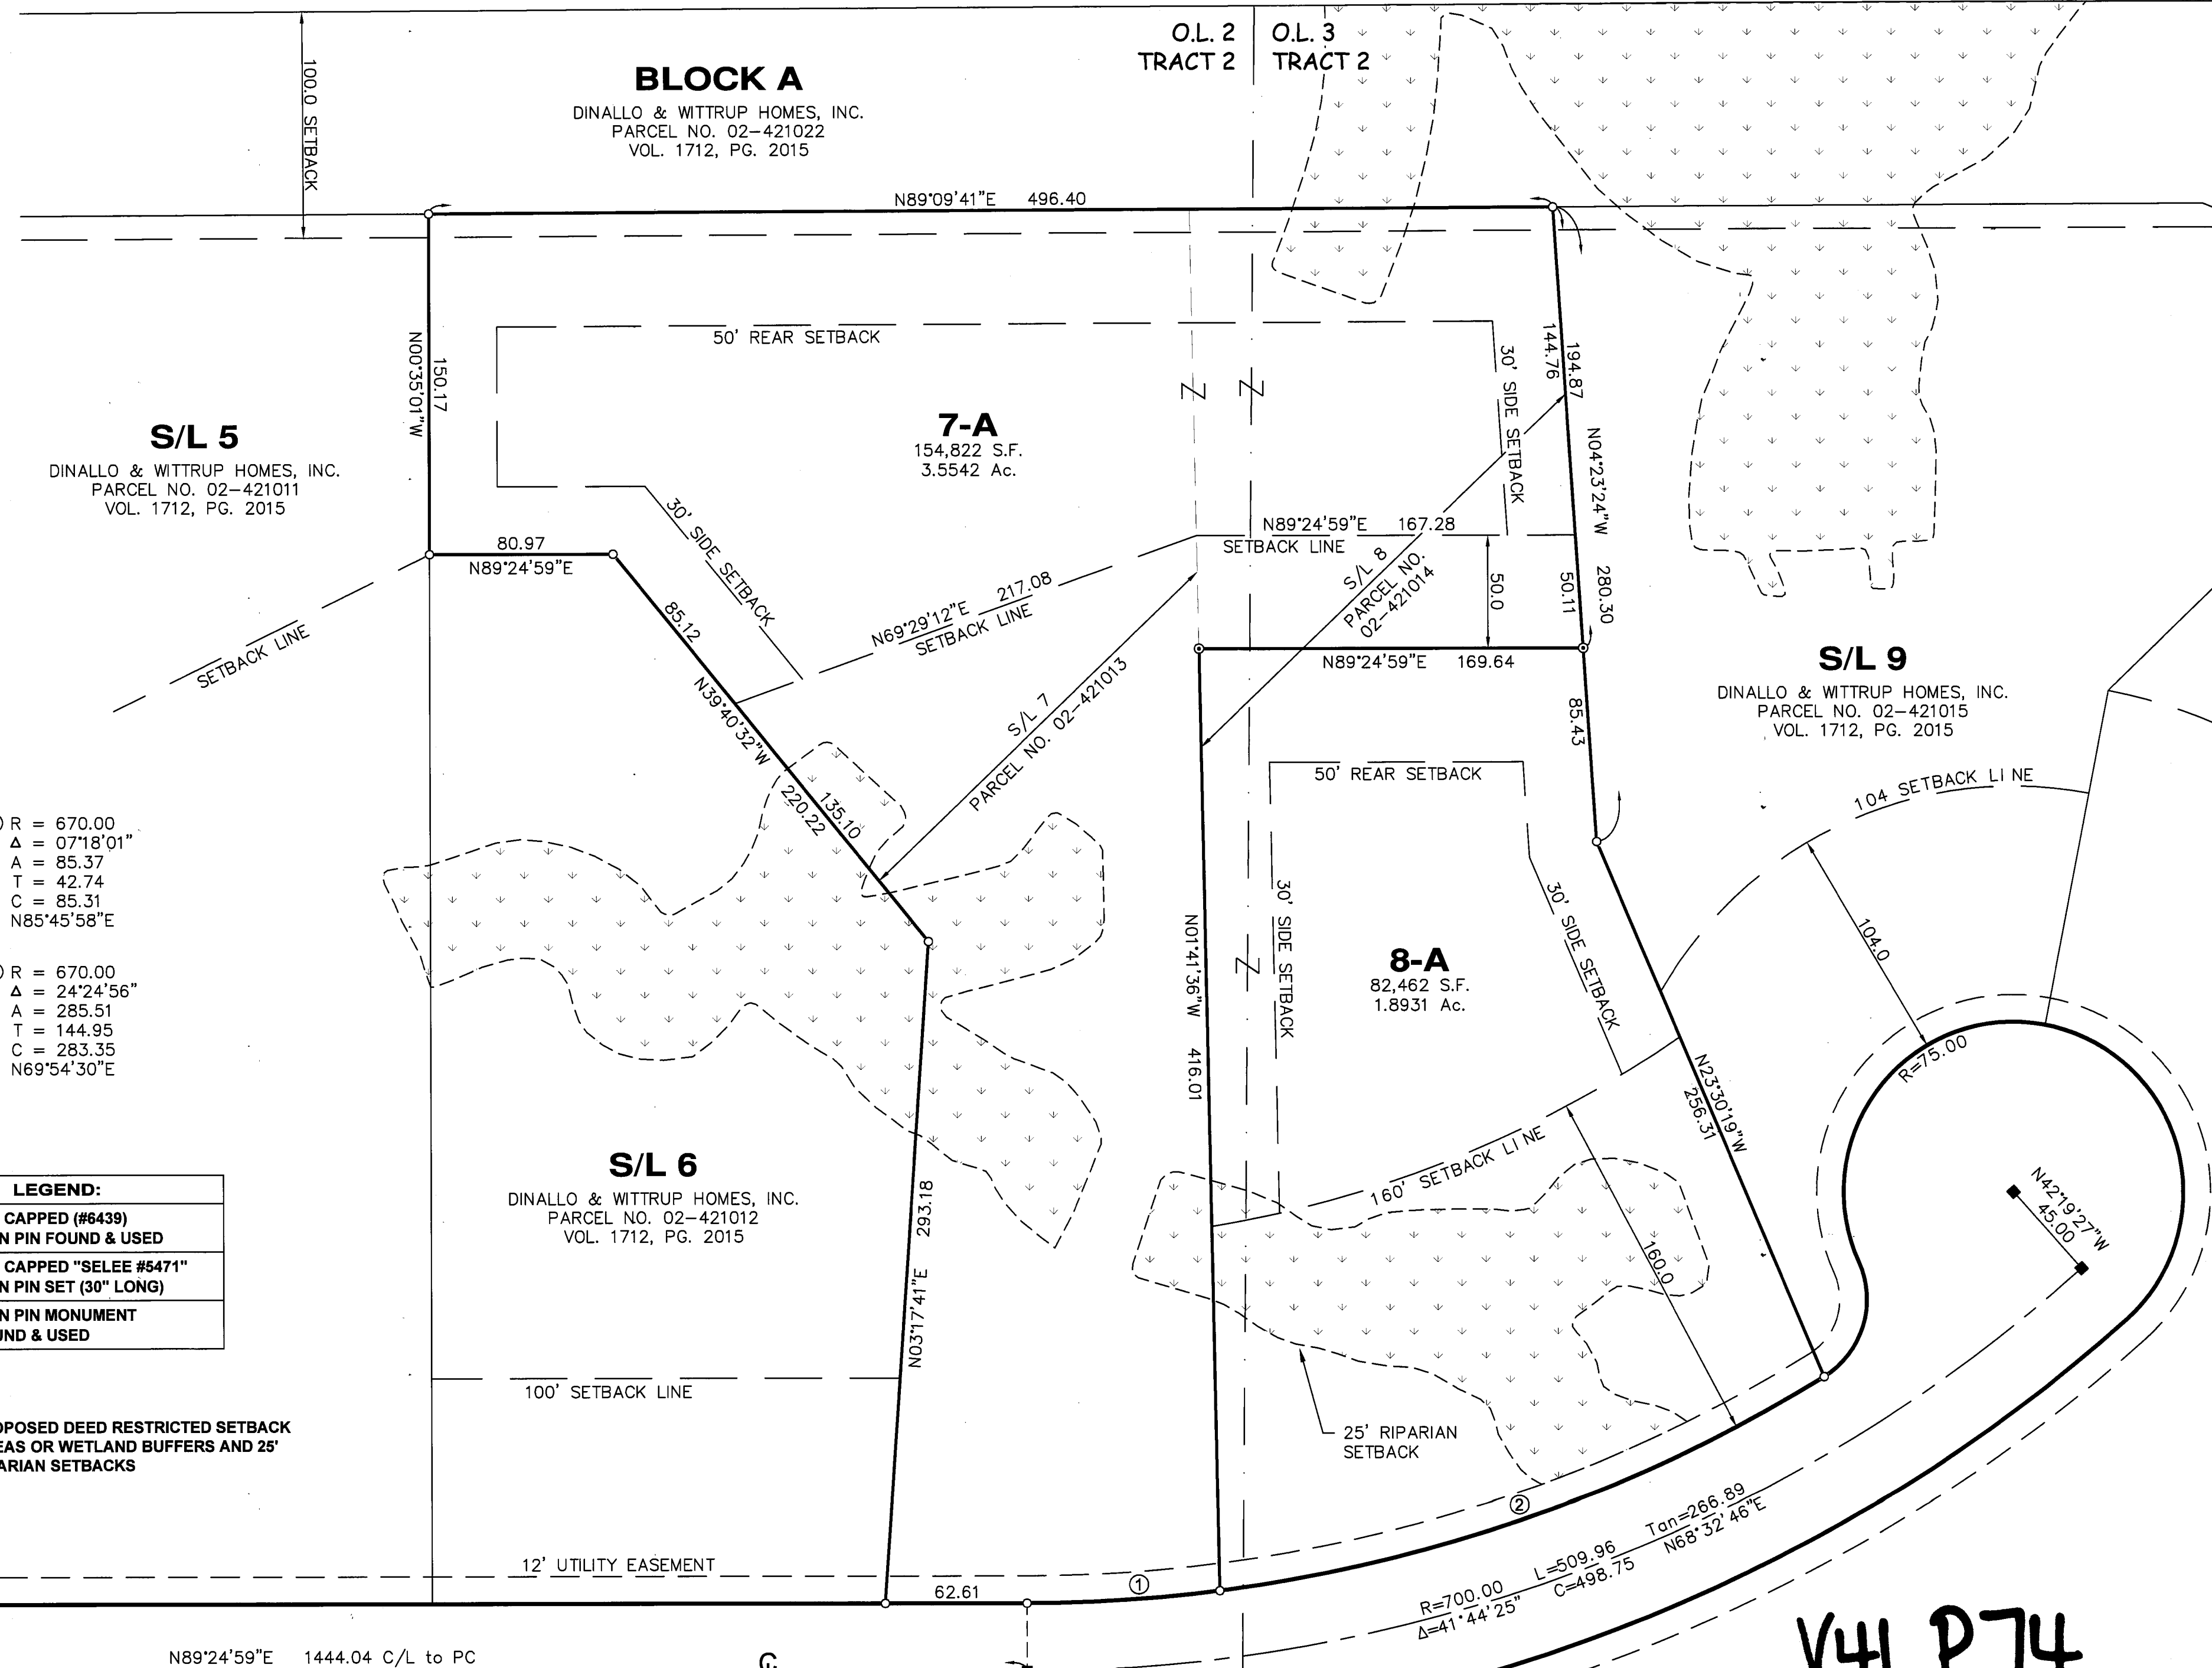 O.L. 2
TRACT 2
O.L. 3
TRACT 2
100.0 SETBACK
BLOCK A
DINALLO & WITTRUP HOMES, INC.
PARCEL NO. 02-421022
VOL. 1712, PG. 2015
N89°09'41"E 496.40
N00°35'01"W
150.17
50' REAR SETBACK
30' SIDE SETBACK
144.76
194.87
N04°23'24"W 280.30
S/L 5
DINALLO & WITTRUP HOMES, INC.
PARCEL NO. 02-421011
VOL. 1712, PG. 2015
7-A
154,822 S.F.
3.5542 Ac.
30' SIDE SETBACK
80.97
N89°24'59"E
SETBACK LINE
N89°24'59"E 167.28
SETBACK LINE
N69°29'12"E 217.08
SETBACK LINE
S/L 8
PARCEL NO.
02-421014
50.0
50.11
85.12
N39°40'32"W
220.22
135.10
S/L 7
PARCEL NO. 02-421013
N89°24'59"E 169.64
85.43
S/L 9
DINALLO & WITTRUP HOMES, INC.
PARCEL NO. 02-421015
VOL. 1712, PG. 2015
50' REAR SETBACK
104 SETBACK LINE
104.0
R = 670.00
Δ = 07°18'01"
A = 85.37
T = 42.74
C = 85.31
N85°45'58"E
R = 670.00
Δ = 24°24'56"
A = 285.51
T = 144.95
C = 283.35
N69°54'30"E
N01°41'36"W 416.01
30' SIDE SETBACK
30' SIDE SETBACK
8-A
82,462 S.F.
1.8931 Ac.
R=75.00
N23°30'19"W
256.31
160' SETBACK LINE
160.0
N42°19'27"W
45.00
S/L 6
DINALLO & WITTRUP HOMES, INC.
PARCEL NO. 02-421012
VOL. 1712, PG. 2015
N03°17'41"E 293.18
LEGEND:
CAPPED (#6439)
N PIN FOUND & USED
CAPPED "SELEE #5471"
N PIN SET (30" LONG)
N PIN MONUMENT
UND & USED
100' SETBACK LINE
OPOSED DEED RESTRICTED SETBACK
EAS OR WETLAND BUFFERS AND 25'
ARIAN SETBACKS
25' RIPARIAN
SETBACK
12' UTILITY EASEMENT
62.61
1
2
R=700.00 L=509.96 Tan=266.89
Δ=41°44'25" C=498.75 N68°32'46"E
N89°24'59"E 1444.04 C/L to PC
V41 P74